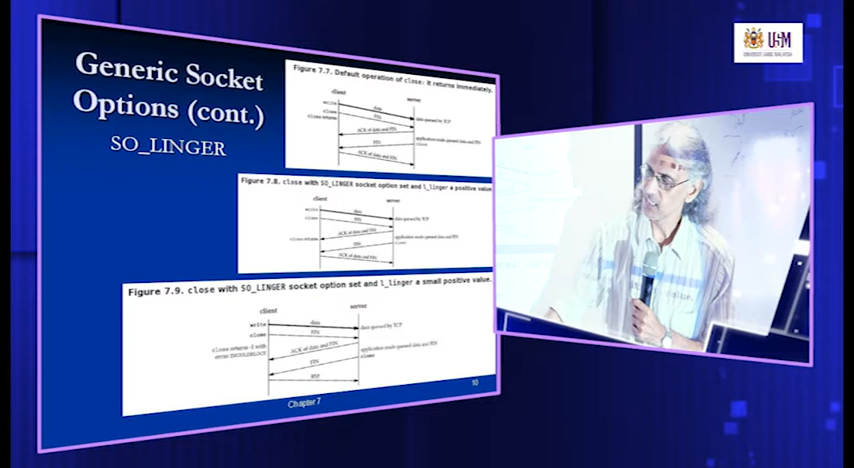 Generic Socket
Options (cont.)
SO_LINGER
Figure 7.7. Default operation of close: it returns immediately.
client
server
write
data
close
FIN
close returns
data queued by TCP
ACK of data and FIN
application reads queued data and FIN
close
FIN
ACK of data and FIN
Figure 7.8. close with SO_LINGER socket option set and l_linger a positive value
client
server
write
data
close
FIN
data queued by TCP
ACK of data and FIN
application reads queued data and FIN
close
close returns
FIN
ACK of data and FIN
Figure 7.9. close with SO_LINGER socket option set and l_linger a small positive value.
client
server
write
data
close
FIN
data queued by TCP
ACK of data and FIN
close returns -1 with
error EWOULDBLOCK
application reads queued data and FIN
close
FIN
RST
Chapter 7
10
USM
UNIVERSITI SAINS MALAYSIA